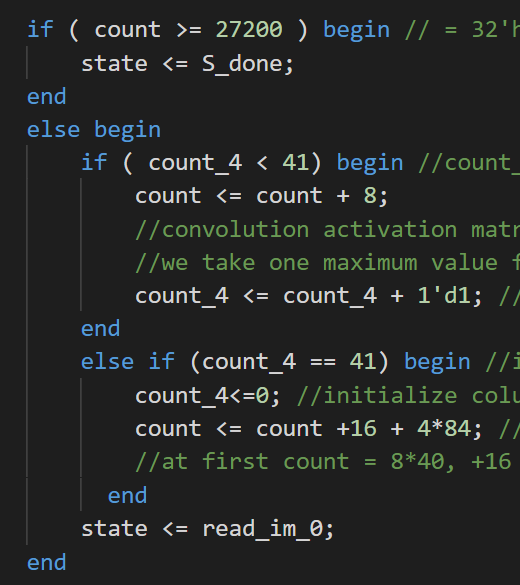 if ( count >= 27200 ) begin // = 32'h
state <= S_done;
end
else begin
if ( count_4 < 41) begin //count_
count <= count + 8;
//convolution activation matr
//we take one maximum value f
count_4 <= count_4 + 1'd1; //
end
else if (count_4 == 41) begin //i
count_4<=0; //initialize colu
count <= count +16 + 4*84; //
//at first count = 8*40, +16
end
state <= read_im_0;
end